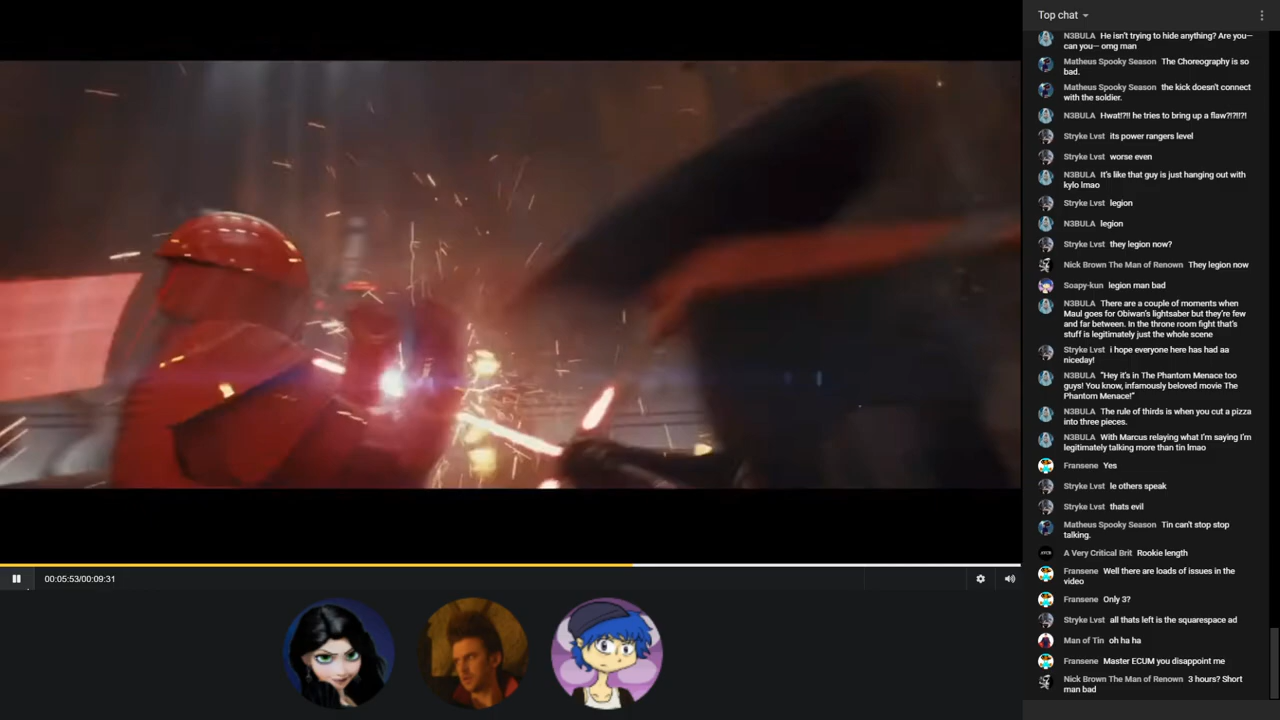 Top chat
N3BULA He isn't trying to hide anything? Are you—
can you— omg man
Matheus Spooky Season The Choreography is so
bad.
Matheus Spooky Season the kick doesn't connect
with the soldier.
N3BULA Hwat!?!! he tries to bring up a flaw?!?!!?!
Stryke Lvst its power rangers level
Stryke Lvst worse even
N3BULA It's like that guy is just hanging out with
kylo lmao
Stryke Lvst legion
N3BULA legion
Stryke Lvst they legion now?
Nick Brown The Man of Renown They legion now
Soapy-kun legion man bad
N3BULA There are a couple of moments when
Maul goes for Obiwan's lightsaber but they're few
and far between. In the throne room fight that's
stuff is legitimately just the whole scene
Stryke Lvst i hope everyone here has had aa
niceday!
N3BULA "Hey it's in The Phantom Menace too
guys! You know, infamously beloved movie The
Phantom Menace!"
N3BULA The rule of thirds is when you cut a pizza
into three pieces.
N3BULA With Marcus relaying what I'm saying I'm
legitimately talking more than tin lmao
Fransene Yes
Stryke Lvst le others speak
Stryke Lvst thats evil
Matheus Spooky Season Tin can't stop stop
talking.
A Very Critical Brit Rookie length
Fransene Well there are loads of issues in the
video
Fransene Only 3?
Stryke Lvst all thats left is the squarespace ad
Man of Tin oh ha ha
Fransene Master ECUM you disappoint me
Nick Brown The Man of Renown 3 hours? Short
man bad
00:05:53/00:09:31